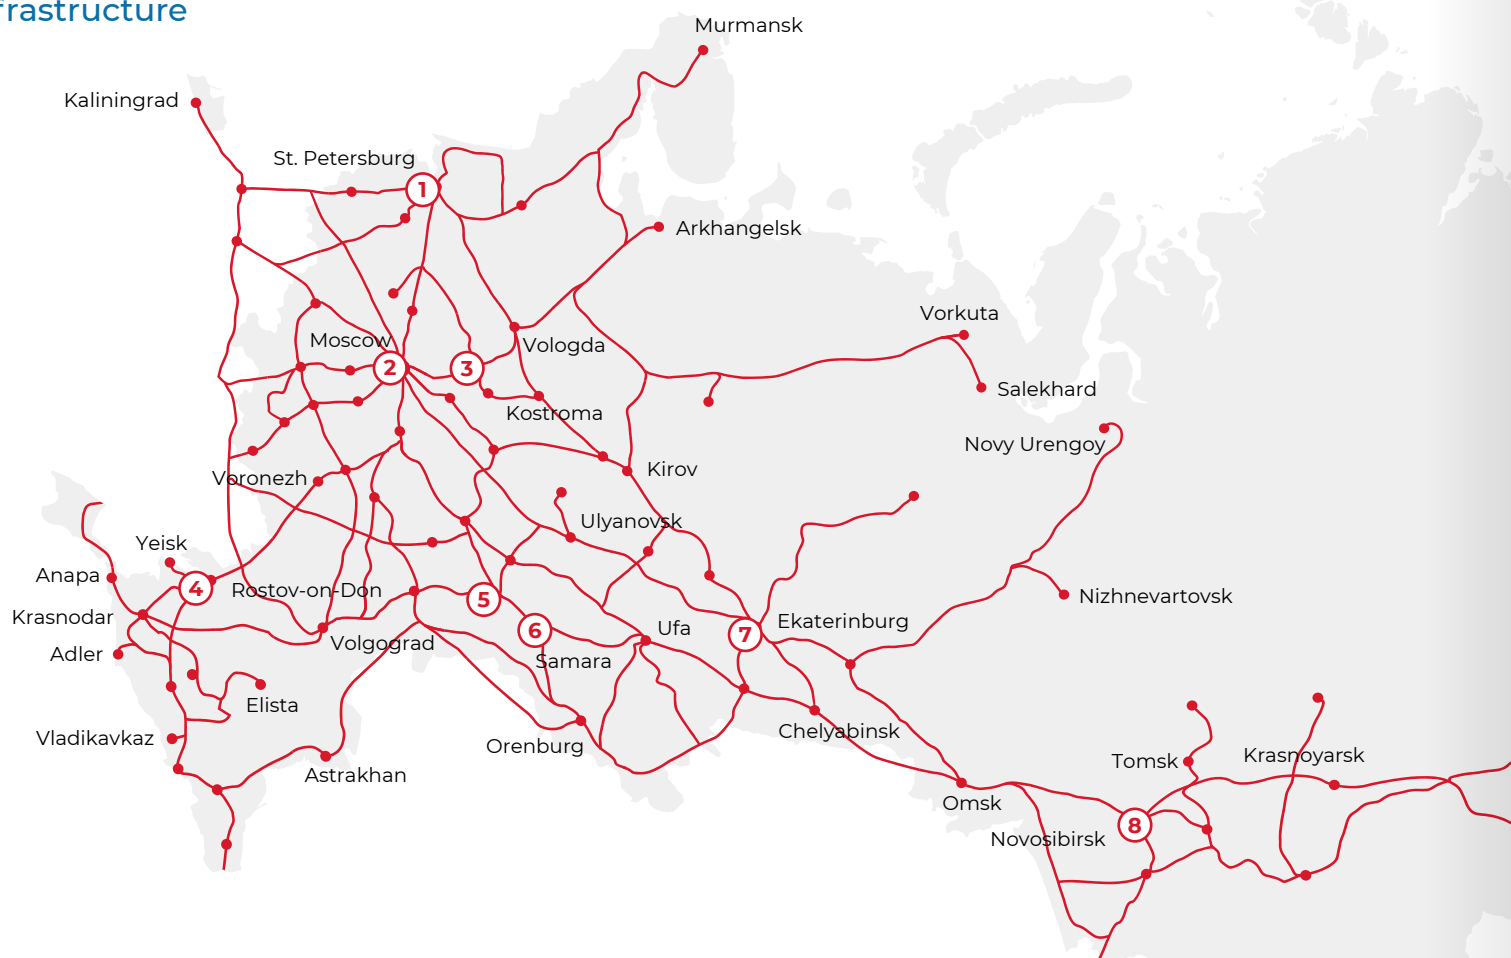 frastructure
Murmansk
Kaliningrad
St. Petersburg
1
Arkhangelsk
Vorkuta
Moscow
Vologda
2
3
Salekhard
Kostroma
Novy Urengoy
Kirov
Voronezh
Ulyanovsk
Yeisk
Anapa
4
Rostov-on-Don
5
Nizhnevartovsk
Krasnodar
6
7
Ekaterinburg
Ufa
Volgograd
Adler
Samara
Elista
Vladikavkaz
Chelyabinsk
Orenburg
Astrakhan
Tomsk
Krasnoyarsk
Omsk
8
Novosibirsk